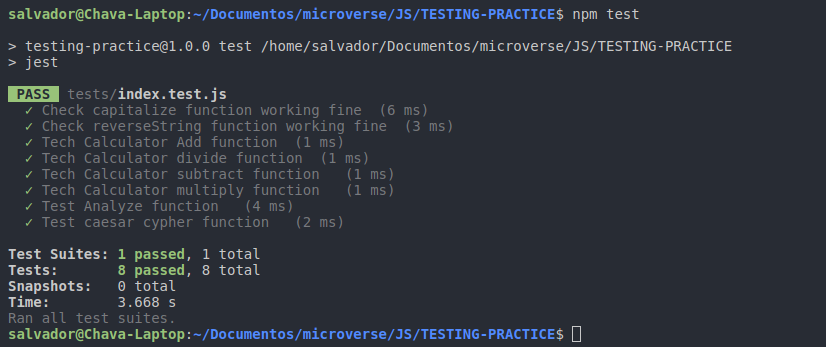 salvador@Chava-Laptop:~/Documentos/microverse/JS/TESTING-PRACTICE$ npm test
> testing-practice@1.0.0 test /home/salvador/Documentos/microverse/JS/TESTING-PRACTICE
> jest
PASS tests/index.test.js
✓ Check capitalize function working fine (6 ms)
✓ Check reverseString function working fine (3 ms)
✓ Tech Calculator Add function (1 ms)
✓ Tech Calculator divide function (1 ms)
✓ Tech Calculator subtract function (1 ms)
✓ Tech Calculator multiply function (1 ms)
✓ Test Analyze function (4 ms)
✓ Test caesar cypher function (2 ms)
Test Suites: 1 passed, 1 total
Tests: 8 passed, 8 total
Snapshots: 0 total
Time: 3.668 s
Ran all test suites.
salvador@Chava-Laptop:~/Documentos/microverse/JS/TESTING-PRACTICE$